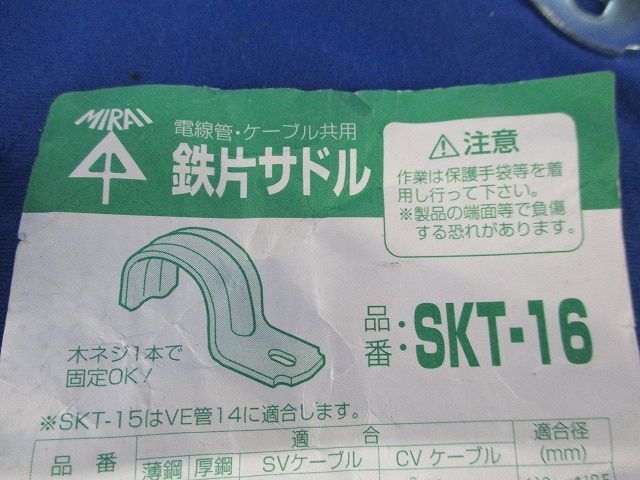 MIRAI
電線管・ケーブル共用
鉄片サドル
注意
作業は保護手袋等を着
用し行って下さい。
※製品の端面等で負傷
する恐れがあります。
木ネジ1本で
固定OK!
品番: SKT-16
※SKT-15はVE管14に適合します。
品番
適合
適合径
(mm)
薄鋼
厚鋼
SVケーブル
CVケーブル